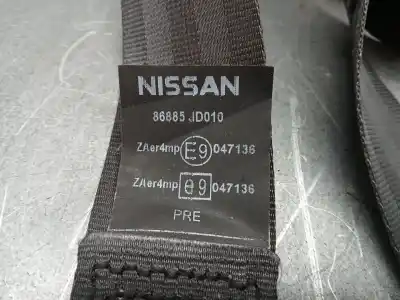 NISSAN
86885 JD010
ZAer4mp E9 047136
ZAer4mp e9 047136
PRE